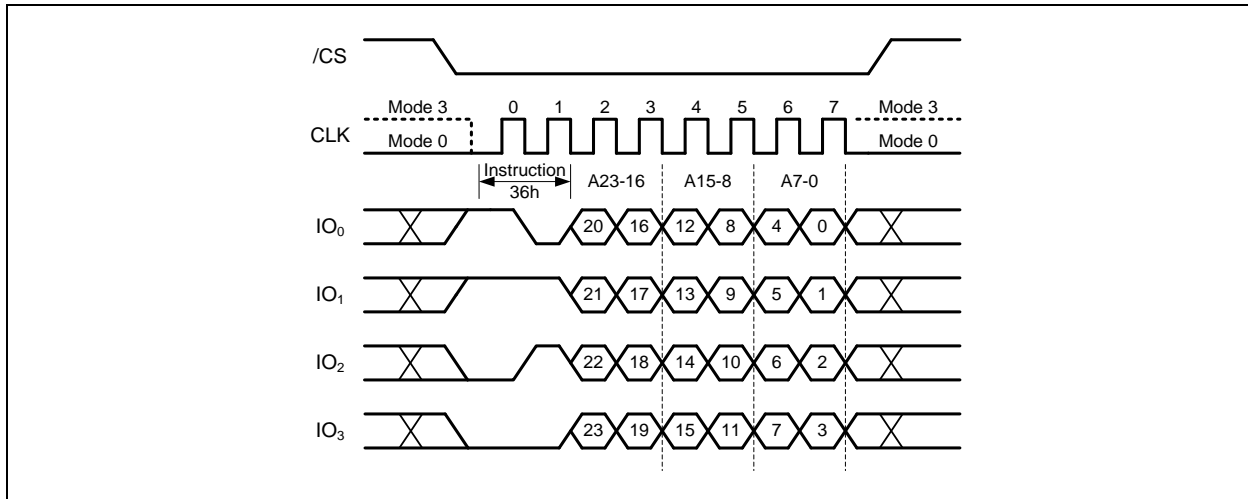 /CS
Mode 3 0 1 2 3 4 5 6 7 Mode 3
CLK
Mode 0 Mode 0
Instruction
36h
A23-16 A15-8 A7-0
IO₀ 20 16 12 8 4 0
IO₁ 21 17 13 9 5 1
IO₂ 22 18 14 10 6 2
IO₃ 23 19 15 11 7 3